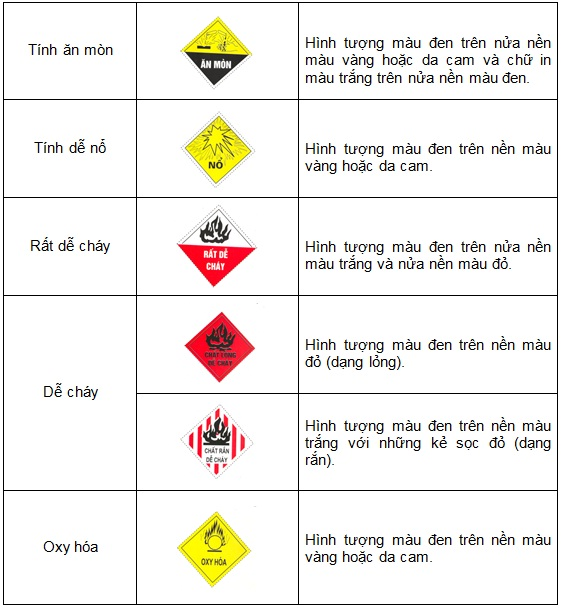 Tính ăn mòn
ĂN MÒN
Hình tượng màu đen trên nửa nền
màu vàng hoặc da cam và chữ in
màu trắng trên nửa nền màu đen.
Tính dễ nổ
NỔ
Hình tượng màu đen trên nền màu
vàng hoặc da cam.
Rất dễ cháy
RẤT DỄ
CHÁY
Hình tượng màu đen trên nửa nền
màu trắng và nửa nền màu đỏ.
Dễ cháy
CHẤT LỎNG
DỄ CHÁY
Hình tượng màu đen trên nền màu
đỏ (dạng lỏng).
CHẤT RẮN
DỄ CHÁY
Hình tượng màu đen trên nền màu
trắng với những kẻ sọc đỏ (dạng
rắn).
Oxy hóa
OXY HÓA
Hình tượng màu đen trên nền màu
vàng hoặc da cam.